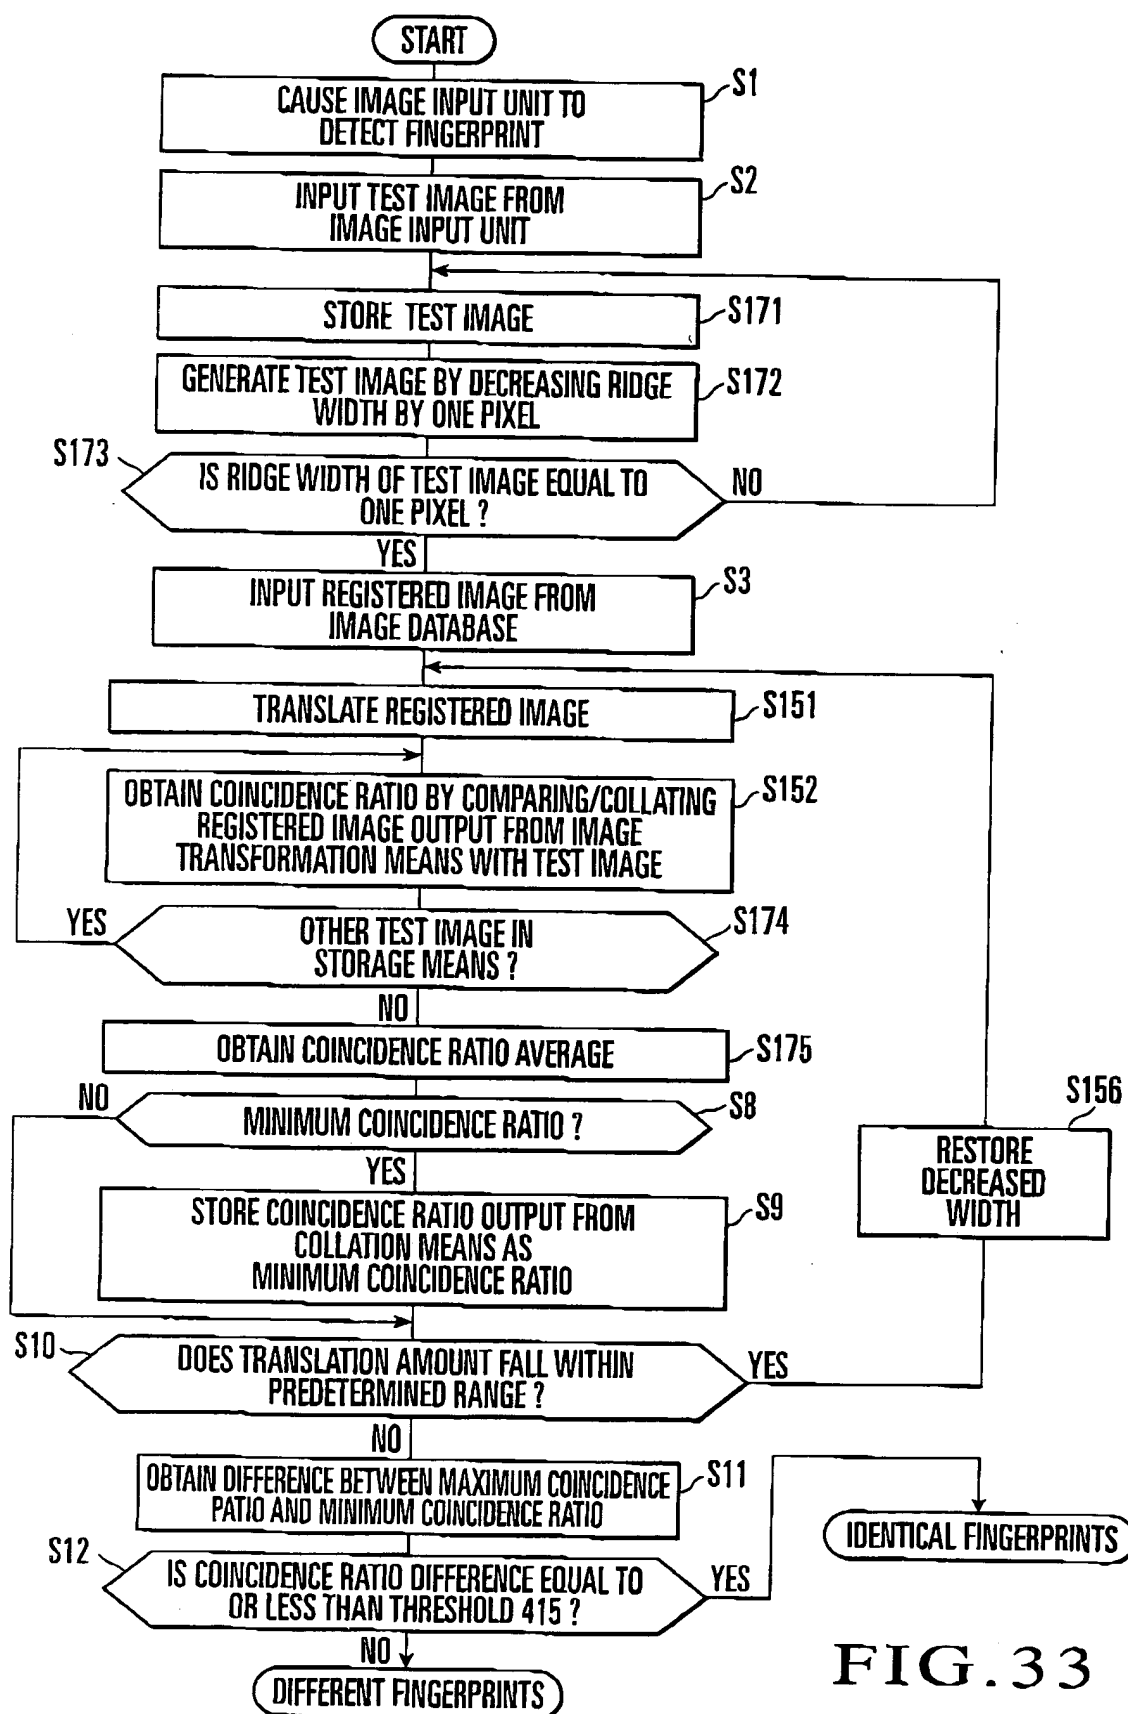 START
S1
CAUSE IMAGE INPUT UNIT TO
DETECT FINGERPRINT
S2
INPUT TEST IMAGE FROM
IMAGE INPUT UNIT
S171
STORE TEST IMAGE
S172
GENERATE TEST IMAGE BY DECREASING RIDGE
WIDTH BY ONE PIXEL
S173
IS RIDGE WIDTH OF TEST IMAGE EQUAL TO
ONE PIXEL ?
NO
YES
S3
INPUT REGISTERED IMAGE FROM
IMAGE DATABASE
S151
TRANSLATE REGISTERED IMAGE
S152
OBTAIN COINCIDENCE RATIO BY COMPARING/COLLATING
REGISTERED IMAGE OUTPUT FROM IMAGE
TRANSFORMATION MEANS WITH TEST IMAGE
YES
S174
OTHER TEST IMAGE IN
STORAGE MEANS ?
NO
S175
OBTAIN COINCIDENCE RATIO AVERAGE
NO
S8
MINIMUM COINCIDENCE RATIO ?
YES
S156
RESTORE
DECREASED
WIDTH
S9
STORE COINCIDENCE RATIO OUTPUT FROM
COLLATION MEANS AS
MINIMUM COINCIDENCE RATIO
S10
DOES TRANSLATION AMOUNT FALL WITHIN
PREDETERMINED RANGE ?
YES
NO
S11
OBTAIN DIFFERENCE BETWEEN MAXIMUM COINCIDENCE
PATIO AND MINIMUM COINCIDENCE RATIO
IDENTICAL FINGERPRINTS
S12
IS COINCIDENCE RATIO DIFFERENCE EQUAL TO
OR LESS THAN THRESHOLD 415 ?
YES
NO
DIFFERENT FINGERPRINTS
FIG.33